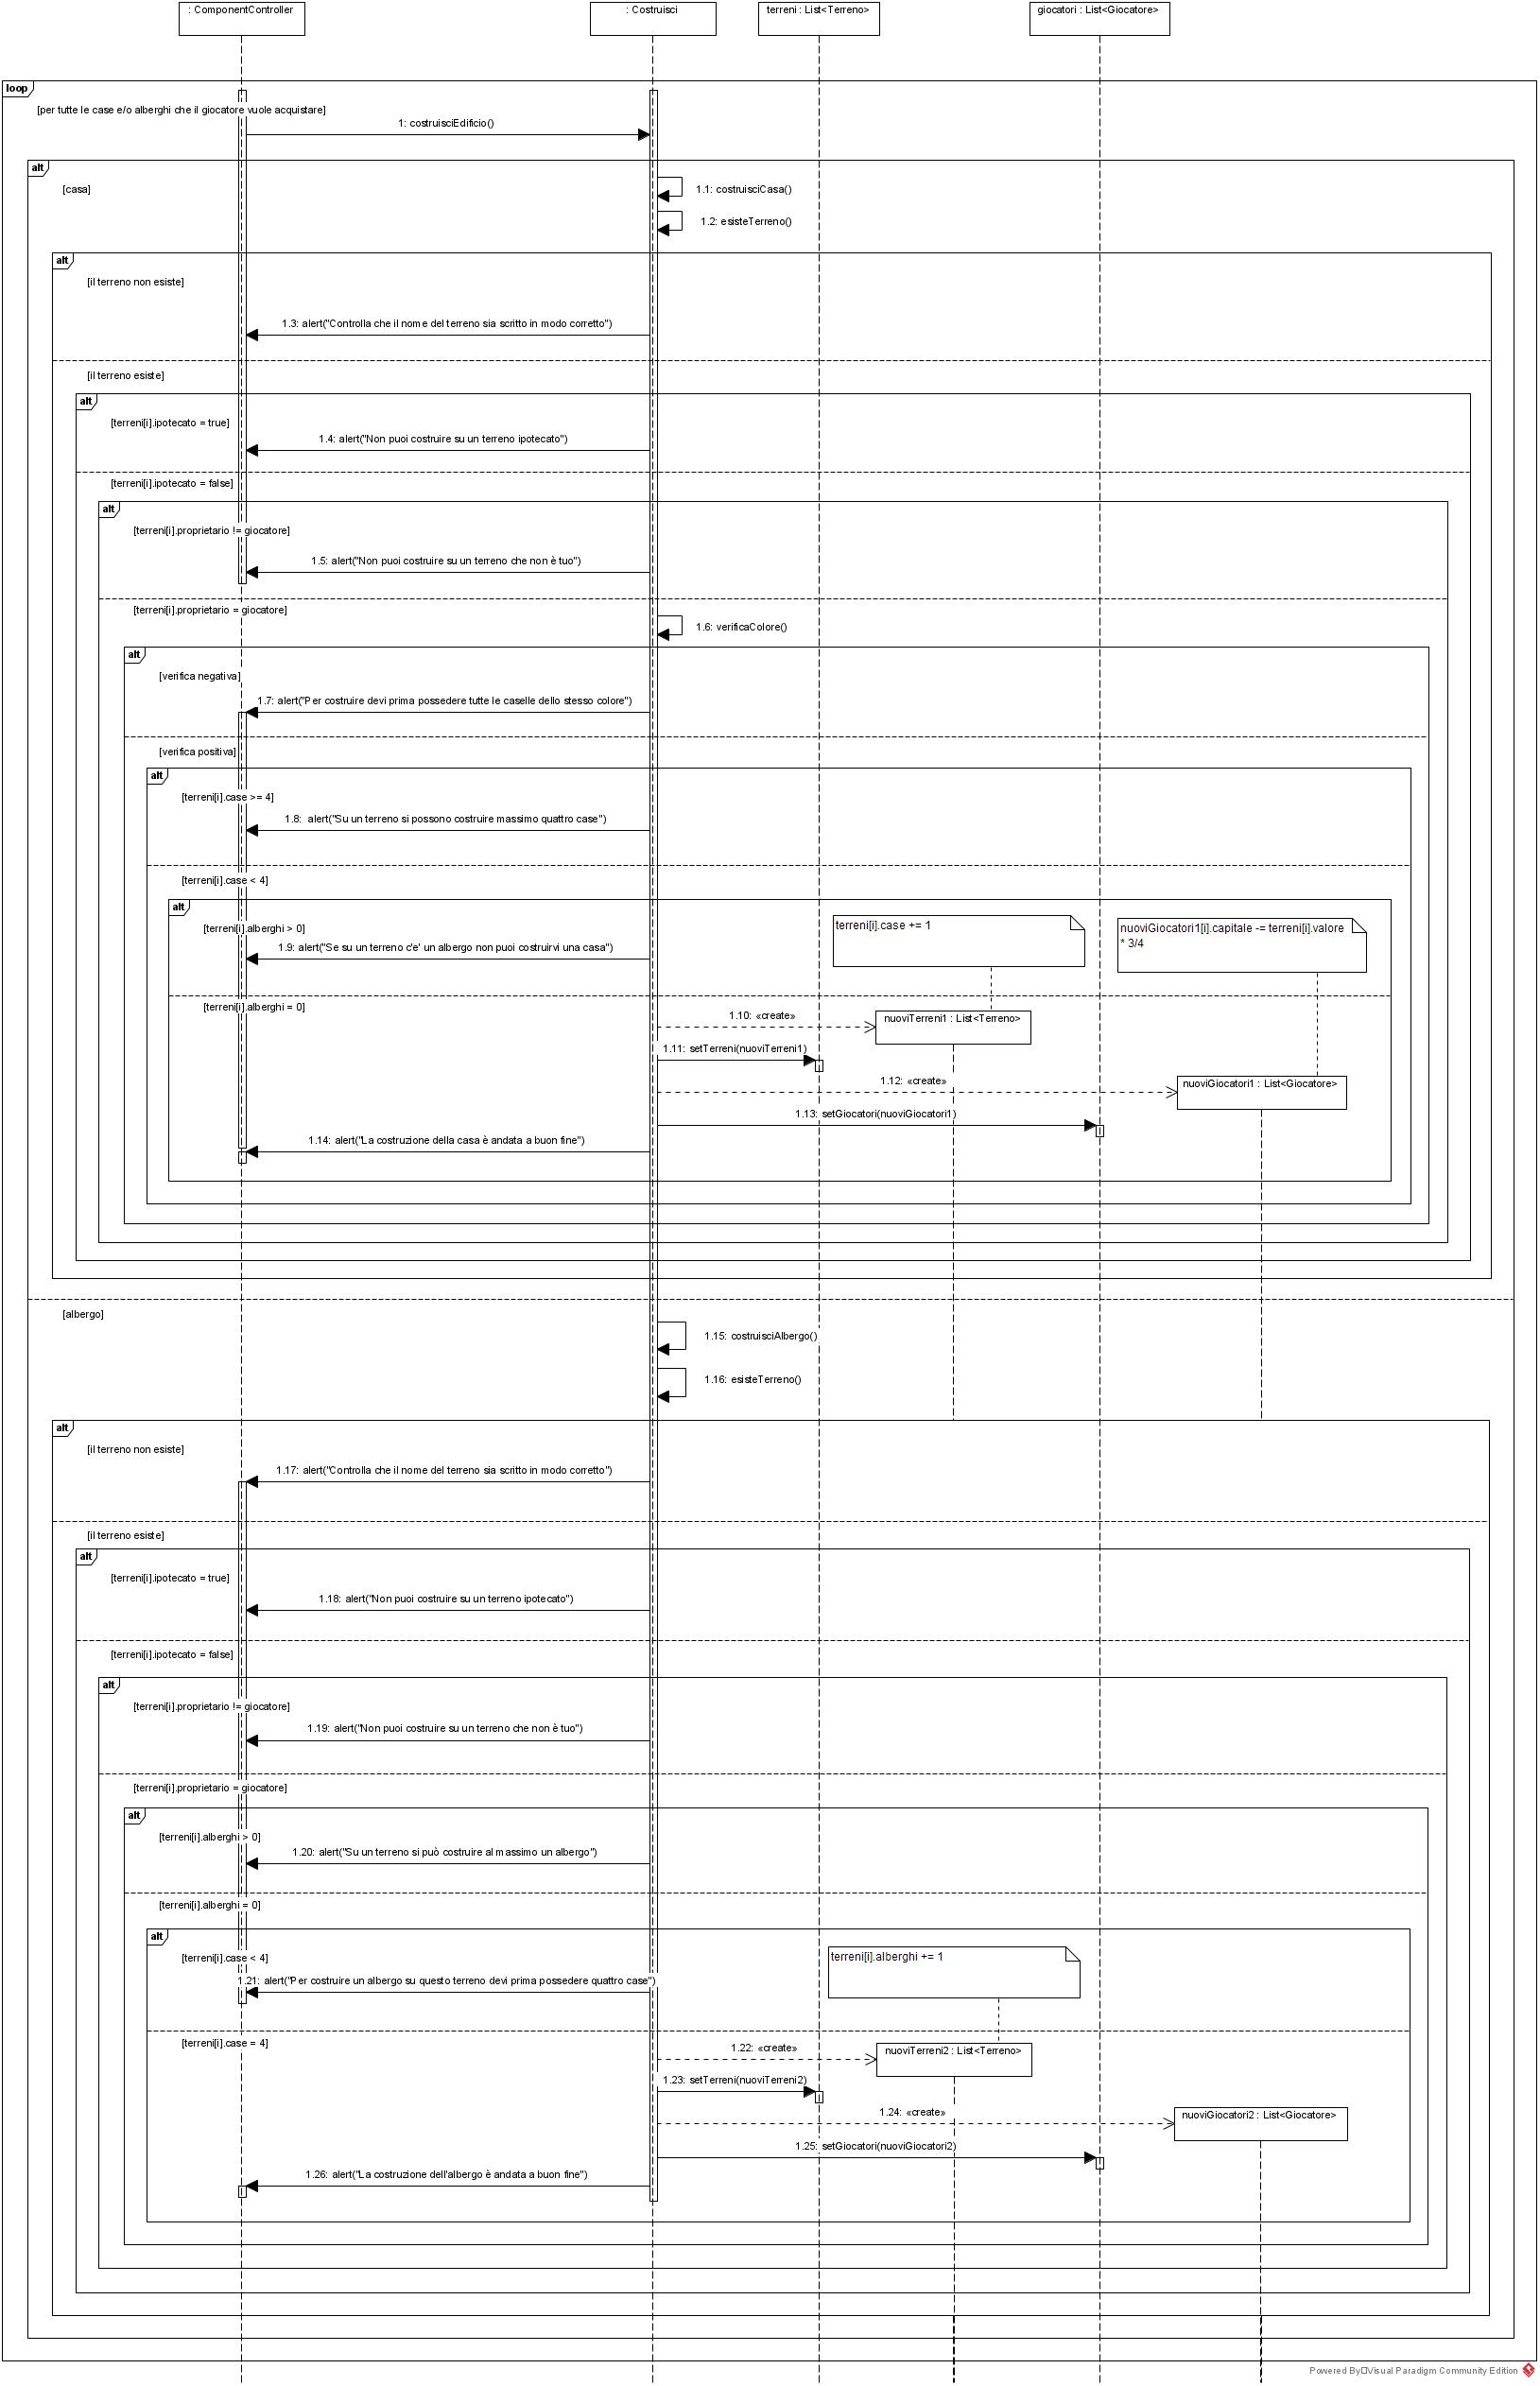 : ComponentController
: Costruisci
terreni : List<Terreno>
giocatori : List<Giocatore>
loop
[per tutte le case e/o alberghi che il giocatore vuole acquistare]
1: costruisciEdificio()
alt
[casa]
1.1: costruisciCasa()
1.2: esisteTerreno()
alt
[il terreno non esiste]
1.3: alert("Controlla che il nome del terreno sia scritto in modo corretto")
[il terreno esiste]
alt
[terreni[i].ipotecato = true]
1.4: alert("Non puoi costruire su un terreno ipotecato")
[terreni[i].ipotecato = false]
alt
[terreni[i].proprietario != giocatore]
1.5: alert("Non puoi costruire su un terreno che non è tuo")
[terreni[i].proprietario = giocatore]
1.6: verificaColore()
alt
[verifica negativa]
1.7: alert("Per costruire devi prima possedere tutte le caselle dello stesso colore")
[verifica positiva]
alt
[terreni[i].case >= 4]
1.8: alert("Su un terreno si possono costruire massimo quattro case")
[terreni[i].case < 4]
alt
[terreni[i].alberghi > 0]
terreni[i].case += 1
nuoviGiocatori1[i].capitale -= terreni[i].valore
* 3/4
1.9: alert("Se su un terreno c'e' un albergo non puoi costruirvi una casa")
[terreni[i].alberghi = 0]
1.10: «create»
nuoviTerreni1 : List<Terreno>
1.11: setTerreni(nuoviTerreni1)
1.12: «create»
nuoviGiocatori1 : List<Giocatore>
1.13: setGiocatori(nuoviGiocatori1)
1.14: alert("La costruzione della casa è andata a buon fine")
[albergo]
1.15: costruisciAlbergo()
1.16: esisteTerreno()
alt
[il terreno non esiste]
1.17: alert("Controlla che il nome del terreno sia scritto in modo corretto")
[il terreno esiste]
alt
[terreni[i].ipotecato = true]
1.18: alert("Non puoi costruire su un terreno ipotecato")
[terreni[i].ipotecato = false]
alt
[terreni[i].proprietario != giocatore]
1.19: alert("Non puoi costruire su un terreno che non è tuo")
[terreni[i].proprietario = giocatore]
alt
[terreni[i].alberghi > 0]
1.20: alert("Su un terreno si può costruire al massimo un albergo")
[terreni[i].alberghi = 0]
alt
[terreni[i].case < 4]
terreni[i].alberghi += 1
1.21: alert("Per costruire un albergo su questo terreno devi prima possedere quattro case")
[terreni[i].case = 4]
1.22: «create»
nuoviTerreni2 : List<Terreno>
1.23: setTerreni(nuoviTerreni2)
1.24: «create»
nuoviGiocatori2 : List<Giocatore>
1.25: setGiocatori(nuoviGiocatori2)
1.26: alert("La costruzione dell'albergo è andata a buon fine")
Powered By□Visual Paradigm Community Edition